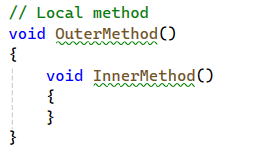 // Local method
void OuterMethod()
{
    void InnerMethod()
    {
    }
}